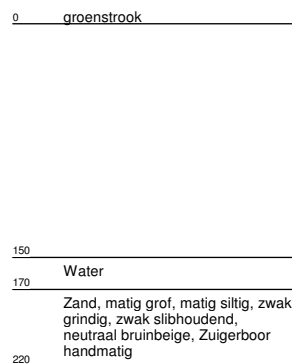 0 groenstrook
150
Water
170
Zand, matig grof, matig siltig, zwak
grindig, zwak slibhoudend,
neutraal bruinbeige, Zuigerboor
handmatig
220